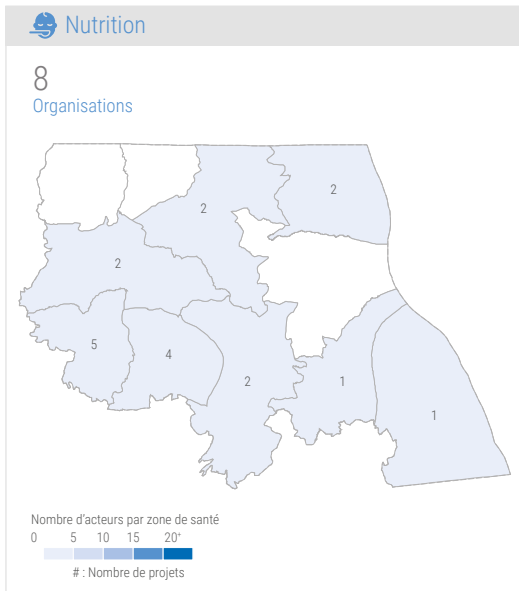 Nutrition
8
Organisations
2
2
2
5
4
2
1
1
Nombre d'acteurs par zone de santé
0 5 10 15 20+
# : Nombre de projets